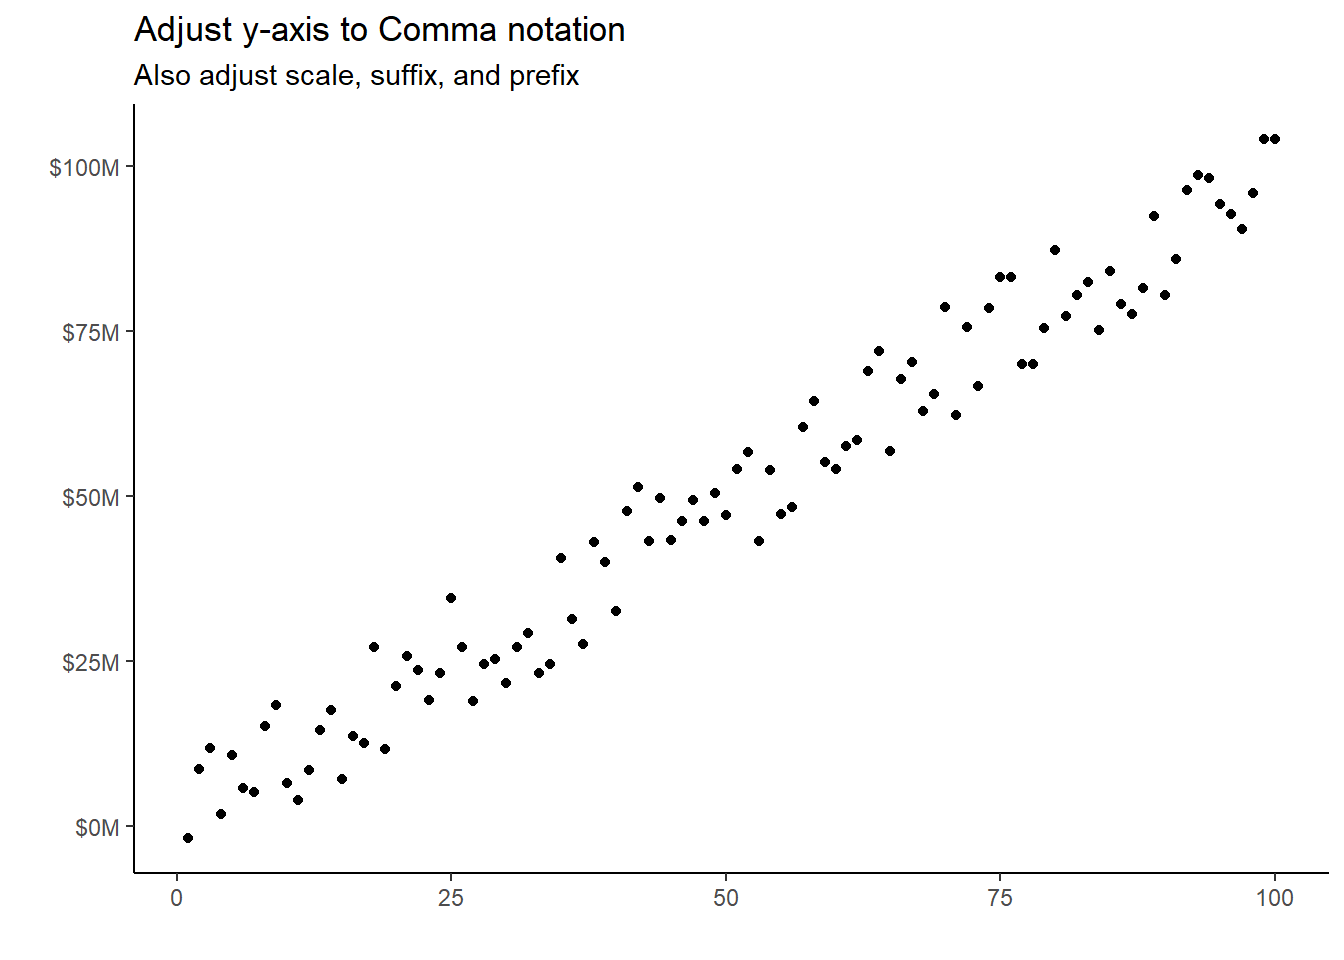 Adjust y-axis to Comma notation
Also adjust scale, suffix, and prefix
$100M
$75M
$50M
$25M
$0M
0 25 50 75 100